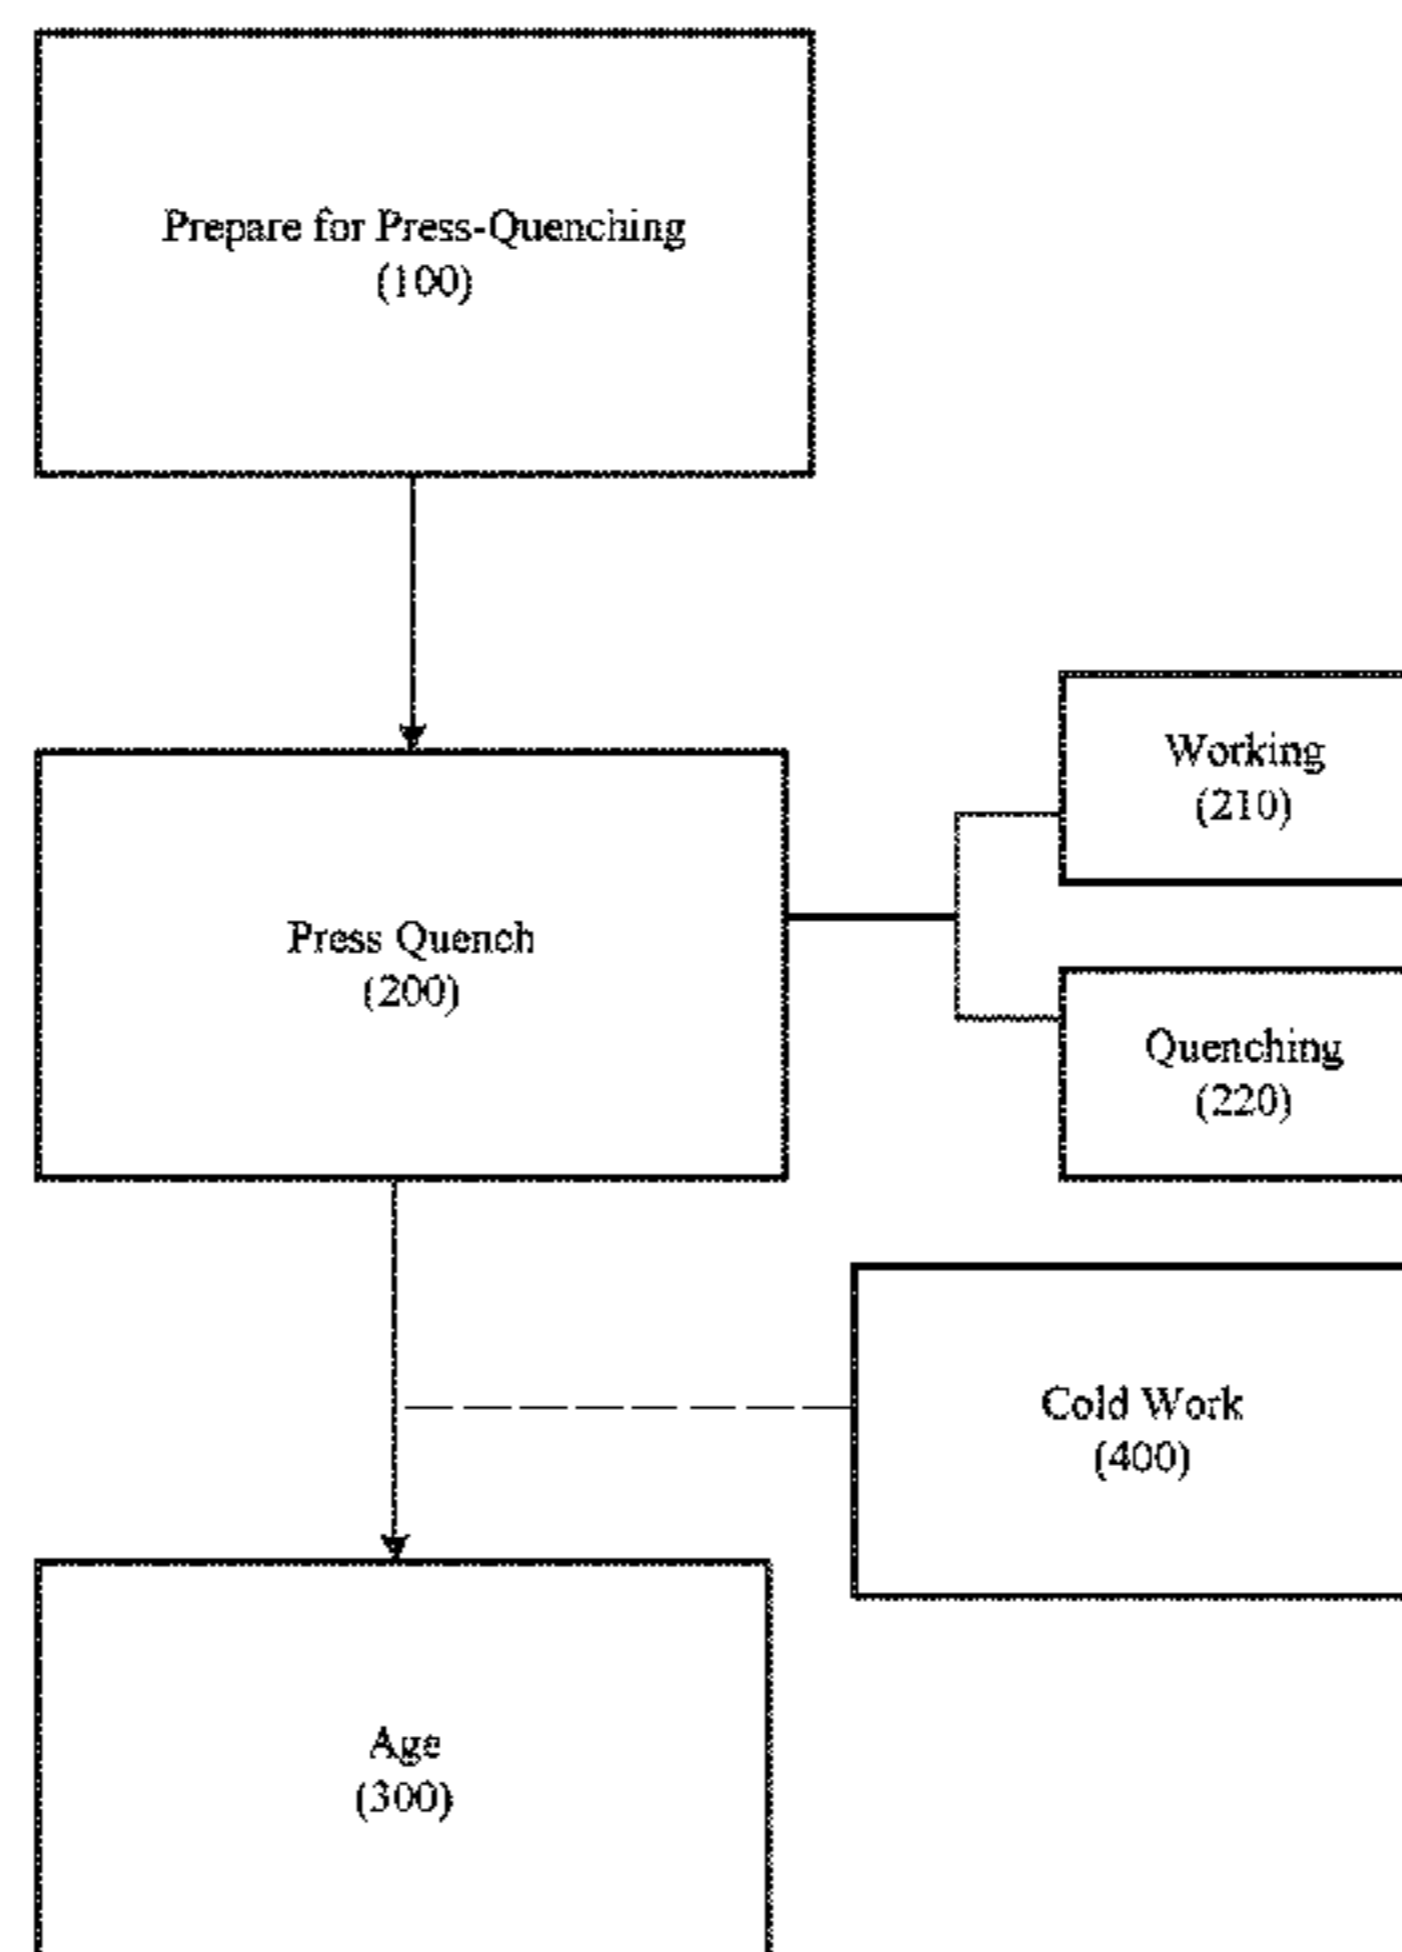 Prepare for Press-Quenching
(100)
Working
(210)
Press Quench
(200)
Quenching
(220)
Cold Work
(400)
Age
(300)